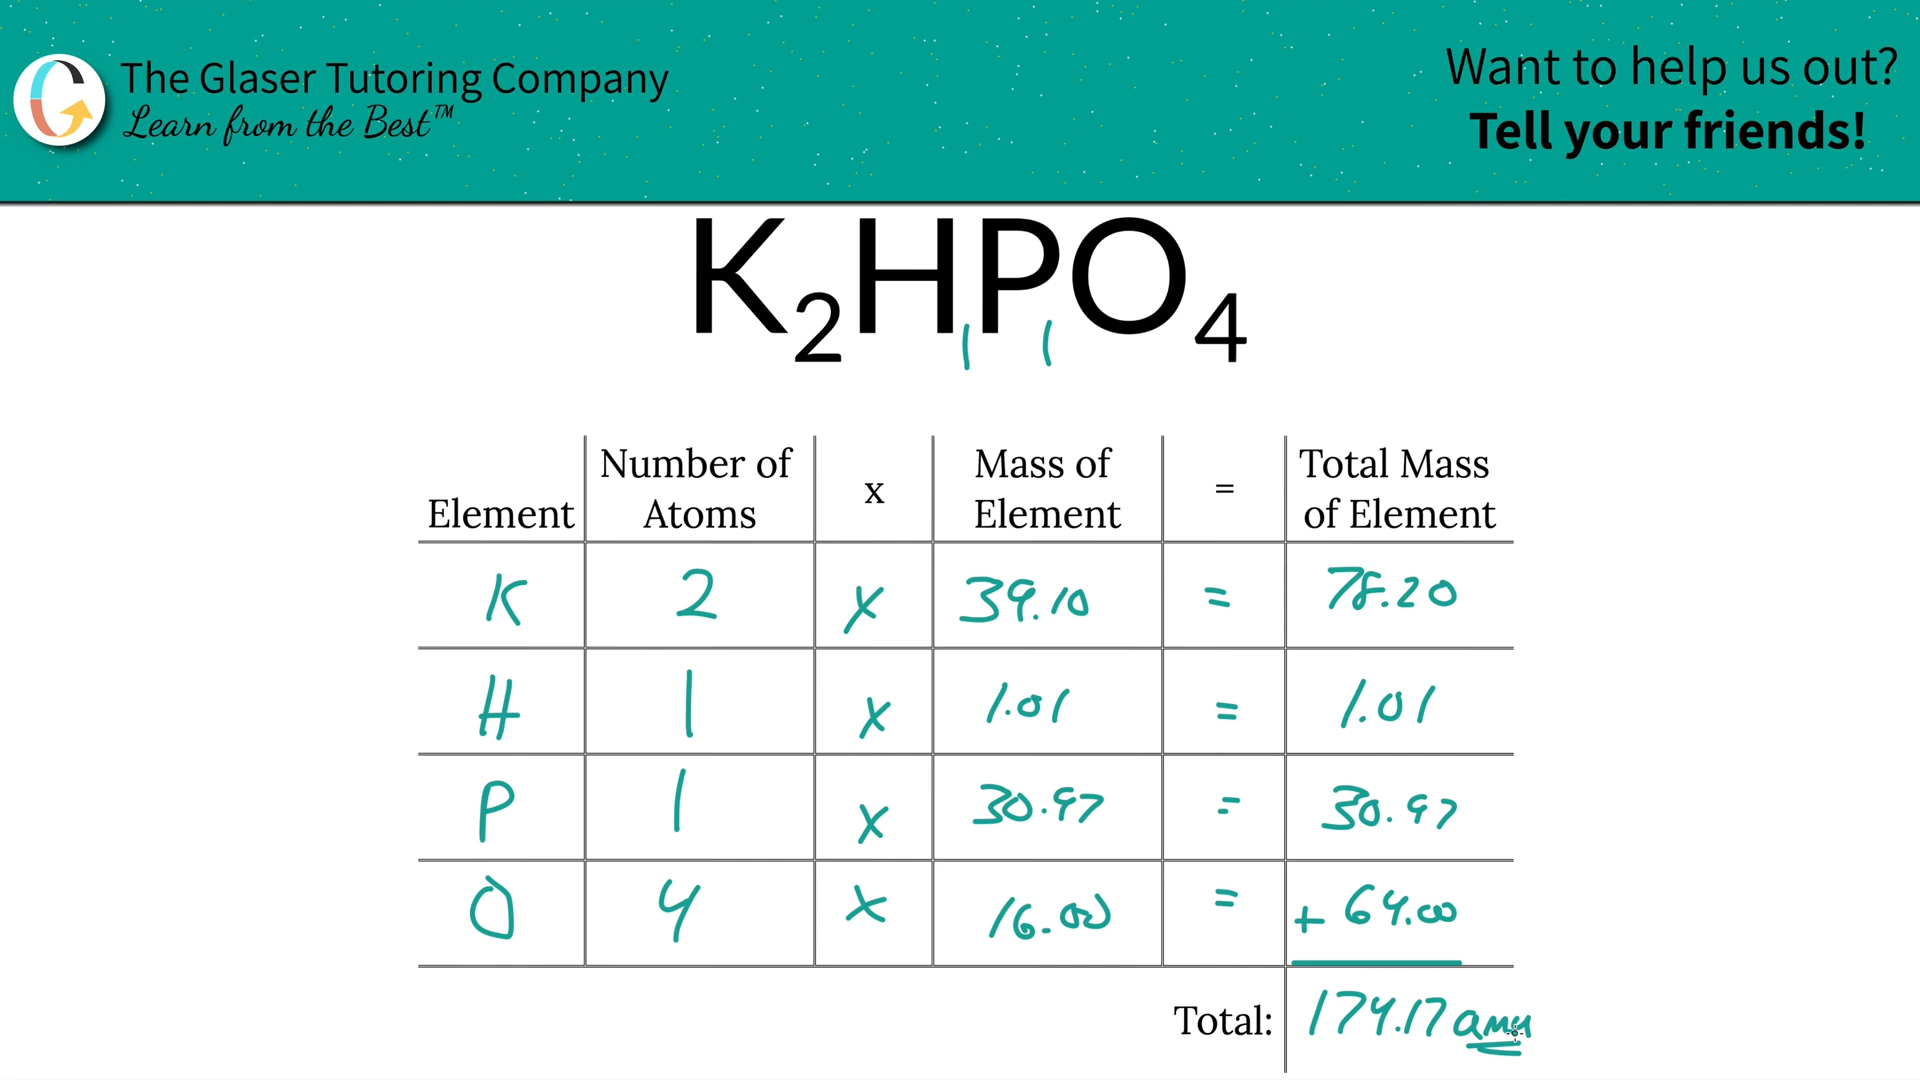 The Glaser Tutoring Company
Learn from the Best™
Want to help us out?
Tell your friends!
K₂HPO₄
1 1
Element Number of Atoms x Mass of Element = Total Mass of Element
K 2 x 39.10 = 78.20
H 1 x 1.01 = 1.01
P 1 x 30.97 = 30.97
O 4 x 16.00 = + 64.00
Total: 174.17 amu